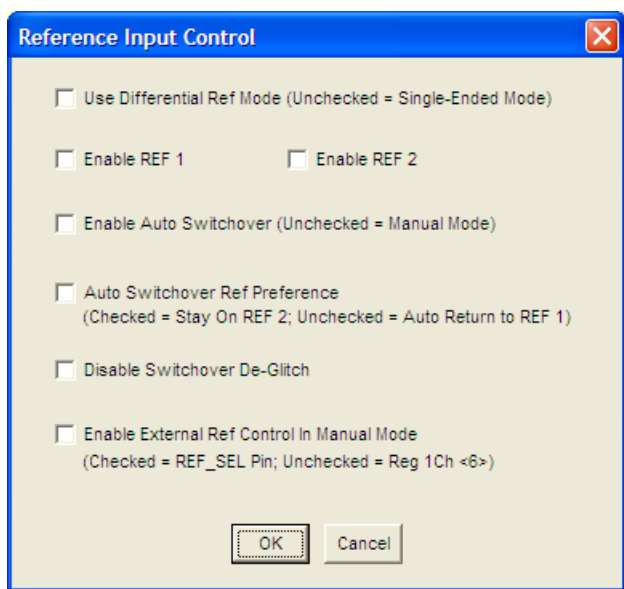 Reference Input Control
Use Differential Ref Mode (Unchecked = Single-Ended Mode)
Enable REF 1
Enable REF 2
Enable Auto Switchover (Unchecked = Manual Mode)
Auto Switchover Ref Preference
(Checked = Stay On REF 2; Unchecked = Auto Return to REF 1)
Disable Switchover De-Glitch
Enable External Ref Control In Manual Mode
(Checked = REF_SEL Pin; Unchecked = Reg 1Ch <6>)
OK
Cancel